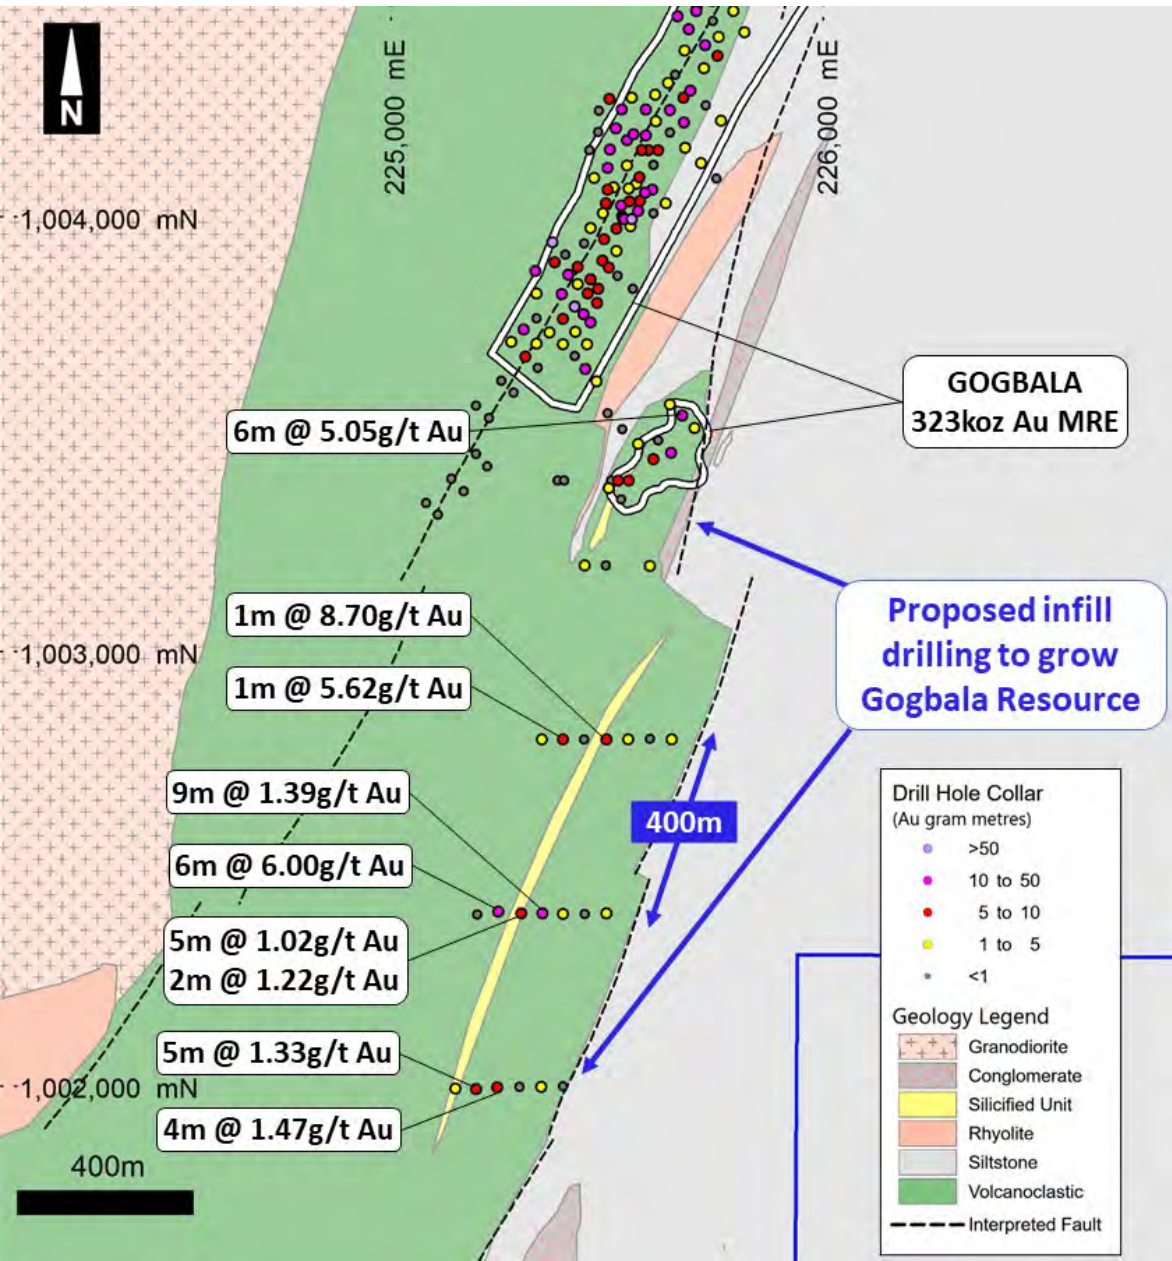 N
225,000 mE
226,000 mE
1,004,000 mN
GOGBALA
323koz Au MRE
6m @ 5.05g/t Au
1m @ 8.70g/t Au
Proposed infill
drilling to grow
Gogbala Resource
1,003,000 mN
1m @ 5.62g/t Au
9m @ 1.39g/t Au
400m
6m @ 6.00g/t Au
5m @ 1.02g/t Au
2m @ 1.22g/t Au
5m @ 1.33g/t Au
1,002,000 mN
4m @ 1.47g/t Au
400m
Drill Hole Collar
(Au gram metres)
>50
10 to 50
5 to 10
1 to 5
<1
Geology Legend
Granodiorite
Conglomerate
Silicified Unit
Rhyolite
Siltstone
Volcanoclastic
Interpreted Fault